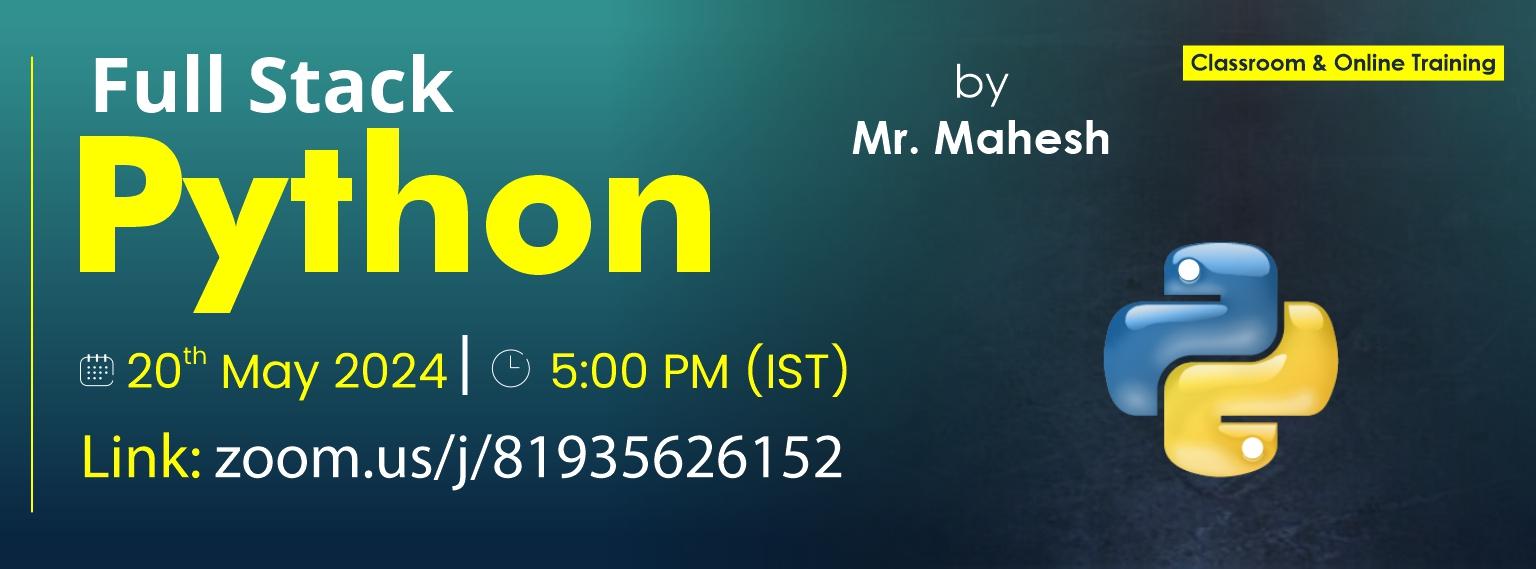 Full Stack
Python
by
Mr. Mahesh
Classroom & Online Training
20th May 2024 | 5:00 PM (IST)
Link: zoom.us/j/81935626152